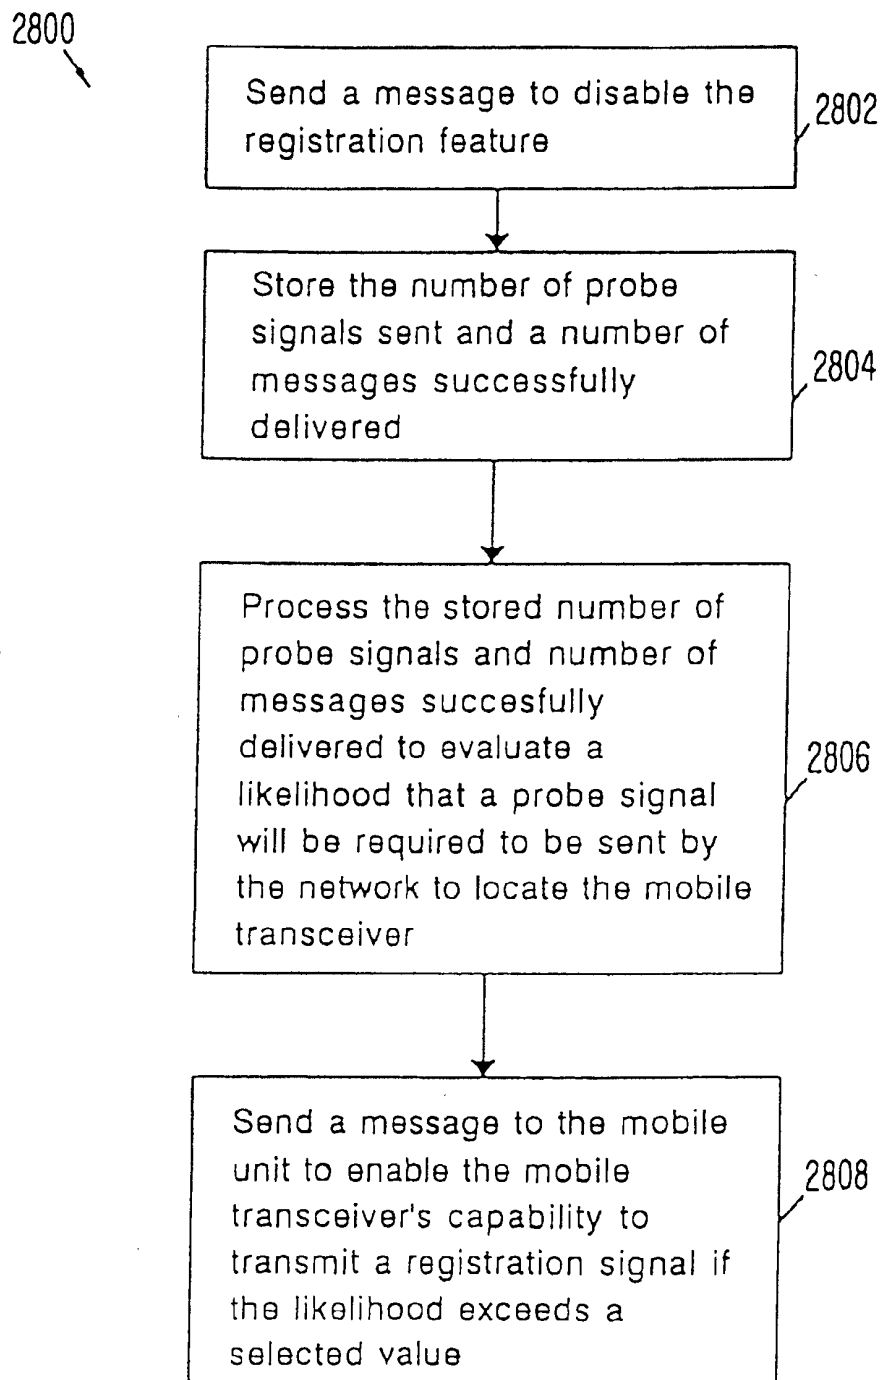 2800
Send a message to disable the
registration feature
2802
Store the number of probe
signals sent and a number of
messages successfully
delivered
2804
Process the stored number of
probe signals and number of
messages succesfully
delivered to evaluate a
likelihood that a probe signal
will be required to be sent by
the network to locate the mobile
transceiver
2806
Send a message to the mobile
unit to enable the mobile
transceiver's capability to
transmit a registration signal if
the likelihood exceeds a
selected value
2808